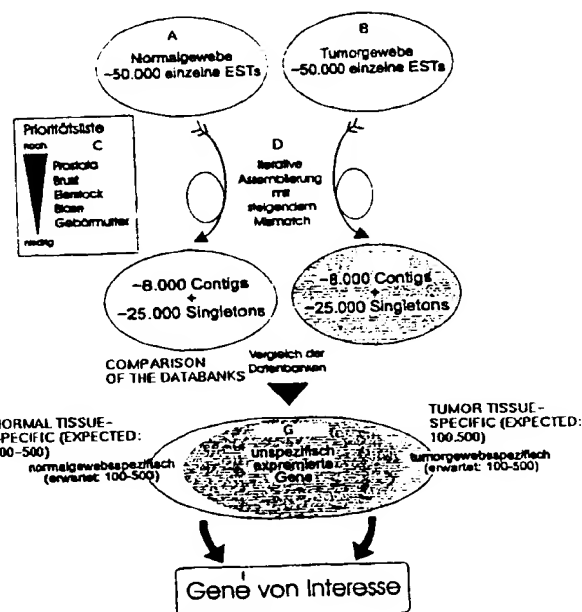 A
Normalgewebe
~50.000 einzelne ESTs
B
Tumorgewebe
~50.000 einzelne ESTs
Prioritätsliste
hoch
C
Prostata
Brust
Eierstock
Blase
Gebärmutter
niedrig
D
Iterative
Assemblierung
mit
steigendem
Mismatch
~8.000 Contigs
+
~25.000 Singletons
~8.000 Contigs
+
~25.000 Singletons
COMPARISON
OF THE DATABANKS
Vergleich der
Datenbanken
NORMAL TISSUE-
SPECIFIC (EXPECTED:
00-500)
normalgewebsspezifisch
(erwartet: 100-500)
G
unspezifisch
exprimierte
Gene
TUMOR TISSUE-
SPECIFIC (EXPECTED:
100.500)
tumorgewebsspezifisch
(erwartet: 100-500)
Gene von Interesse